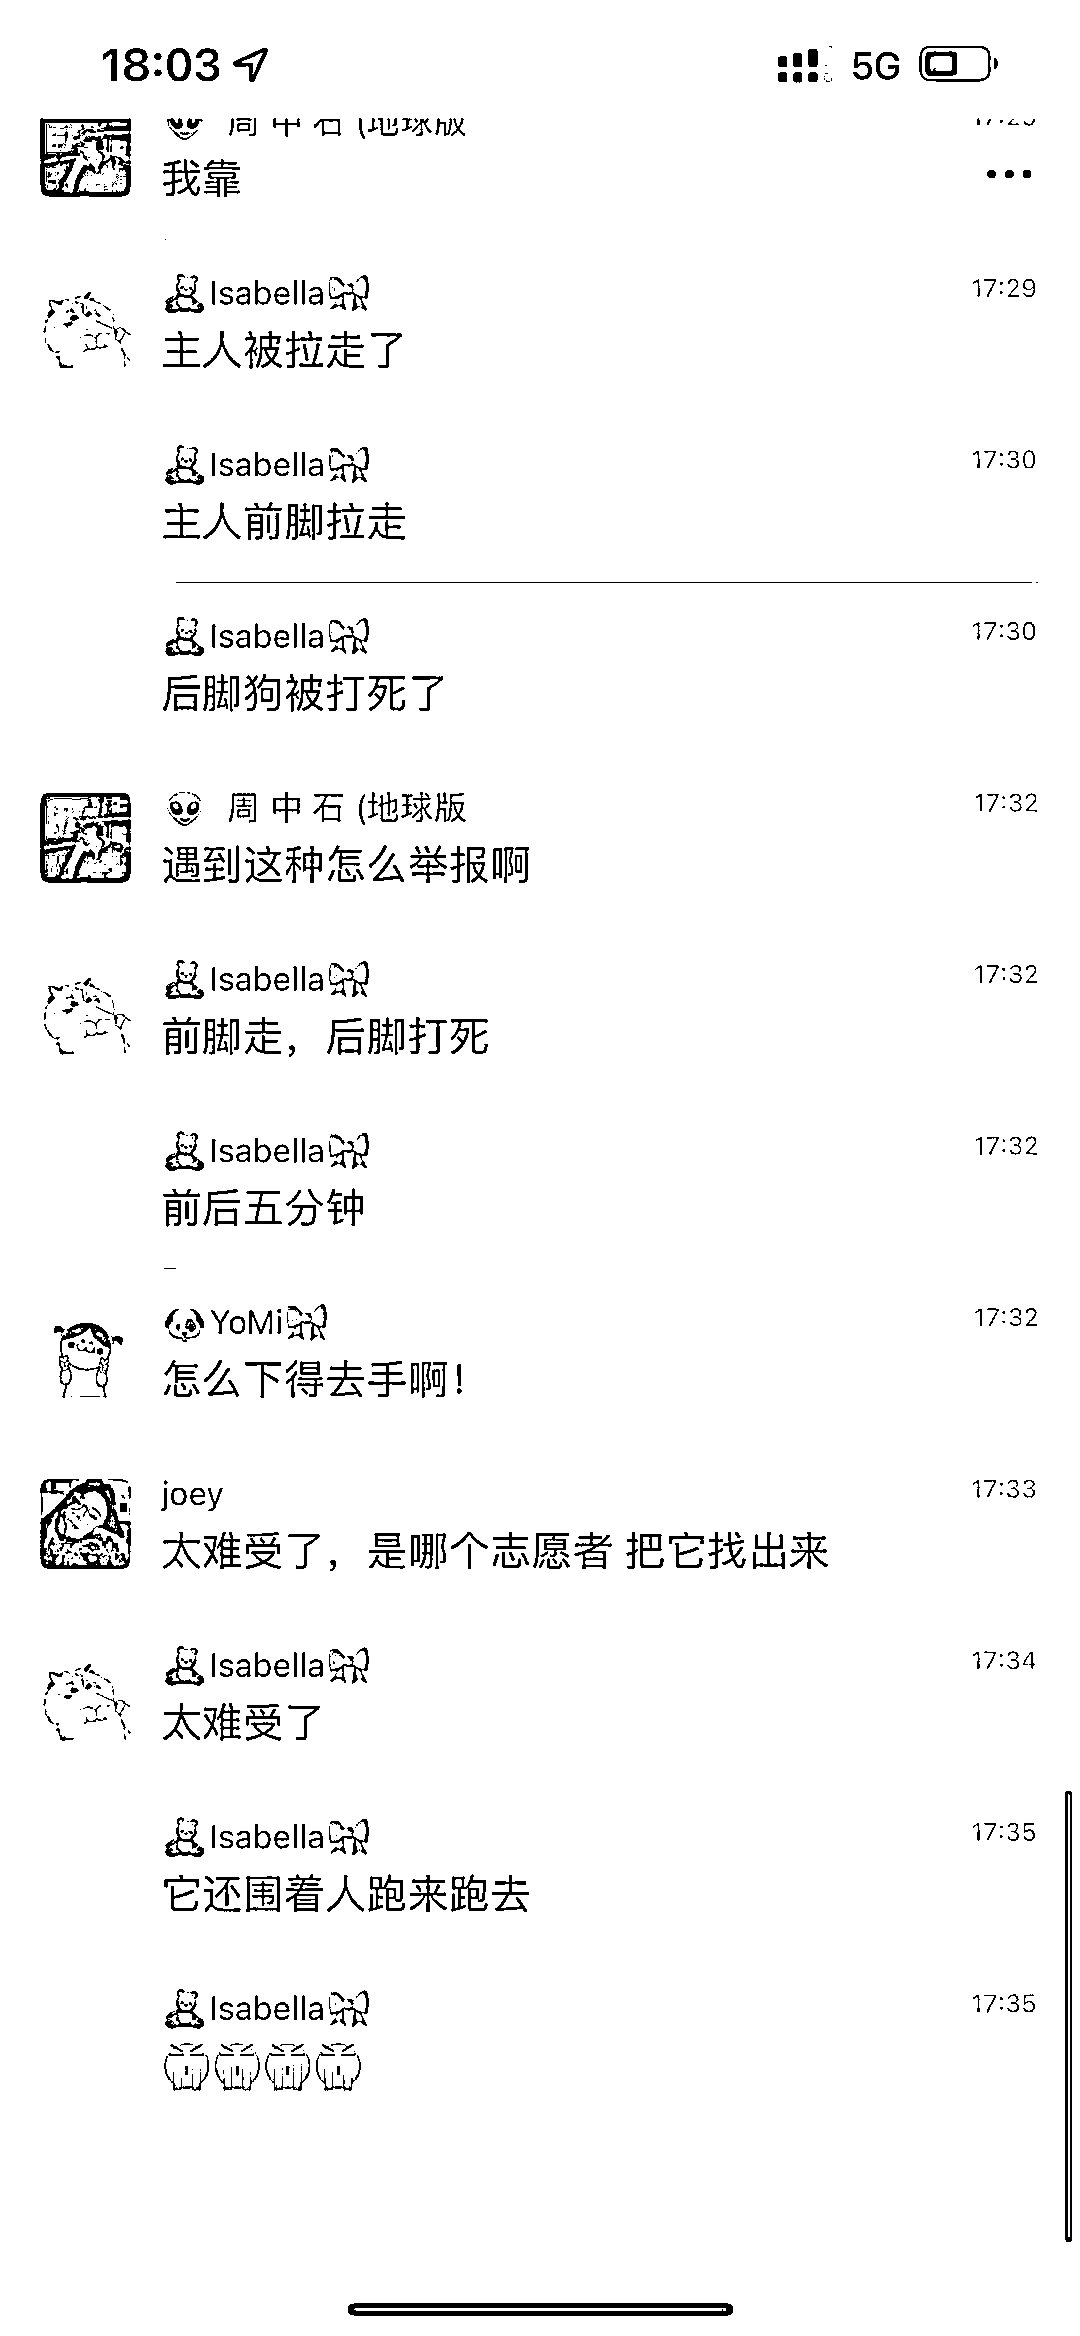 18:03
5G
周 中 石 (地球版
我靠
Isabella
17:29
主人被拉走了
Isabella
17:30
主人前脚拉走
Isabella
17:30
后脚狗被打死了
周 中 石 (地球版
17:32
遇到这种怎么举报啊
Isabella
17:32
前脚走，后脚打死
Isabella
17:32
前后五分钟
YoMi
17:32
怎么下得去手啊！
joey
17:33
太难受了，是哪个志愿者 把它找出来
Isabella
17:34
太难受了
Isabella
17:35
它还围着人跑来跑去
Isabella
17:35